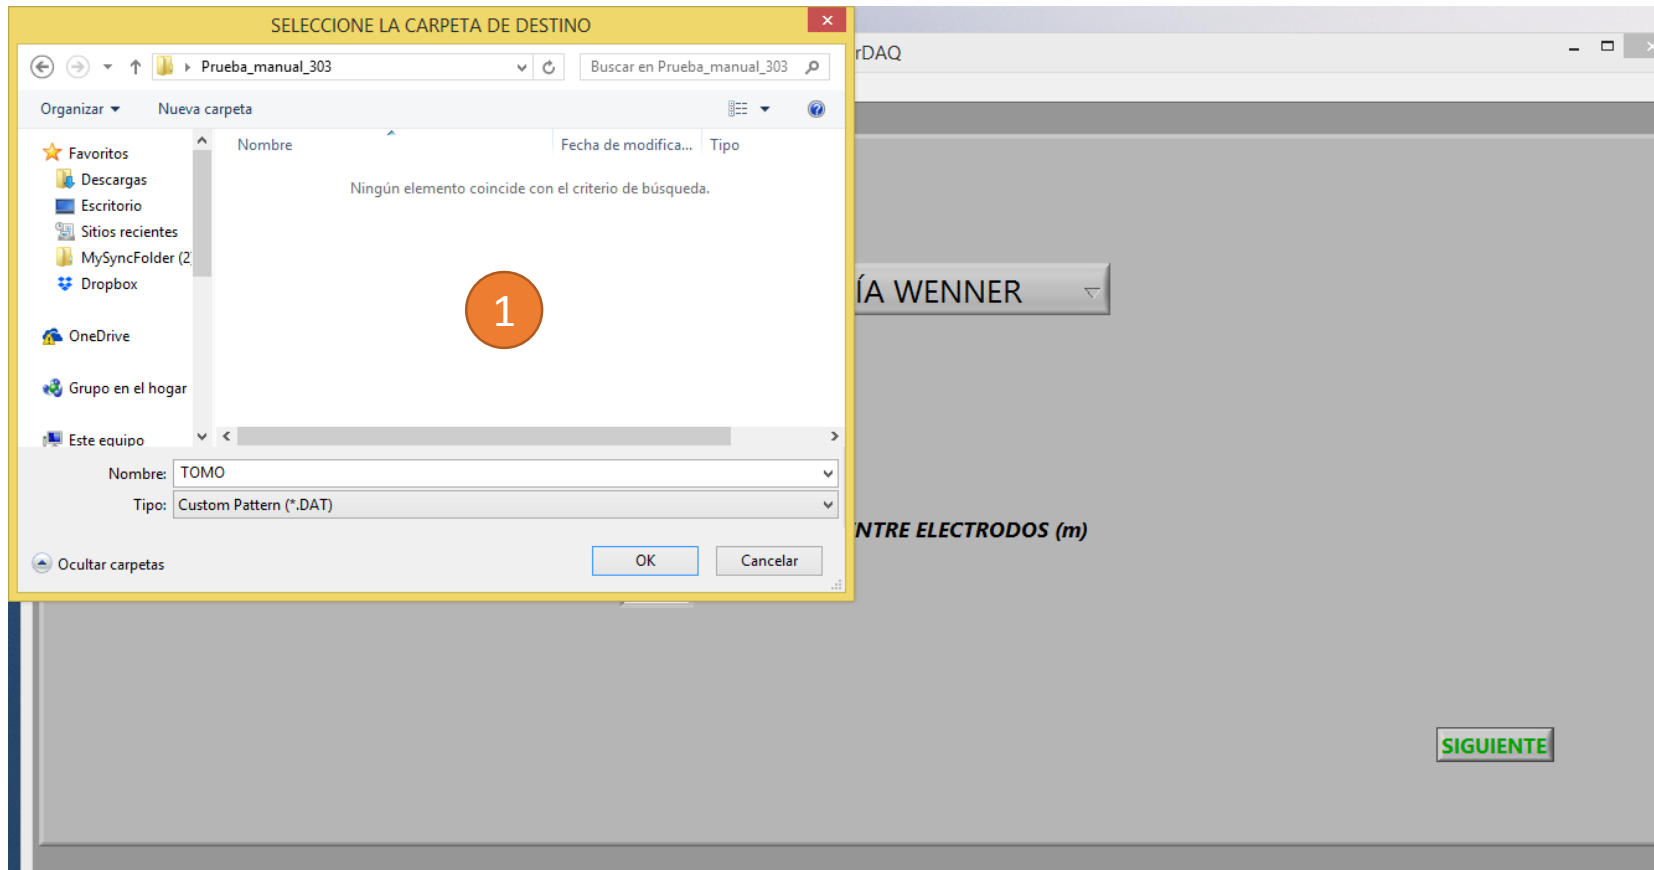 SELECCIONE LA CARPETA DE DESTINO
rDAQ
Prueba_manual_303
Buscar en Prueba_manual_303
Organizar
Nueva carpeta
Nombre
Fecha de modifica...
Tipo
Favoritos
Descargas
Ningún elemento coincide con el criterio de búsqueda.
Escritorio
Sitios recientes
MySyncFolder (2
Dropbox
1
ÍA WENNER
OneDrive
Grupo en el hogar
Este equipo
Nombre: TOMO
Tipo: Custom Pattern (*.DAT)
NTRE ELECTRODOS (m)
Ocultar carpetas
OK
Cancelar
SIGUIENTE